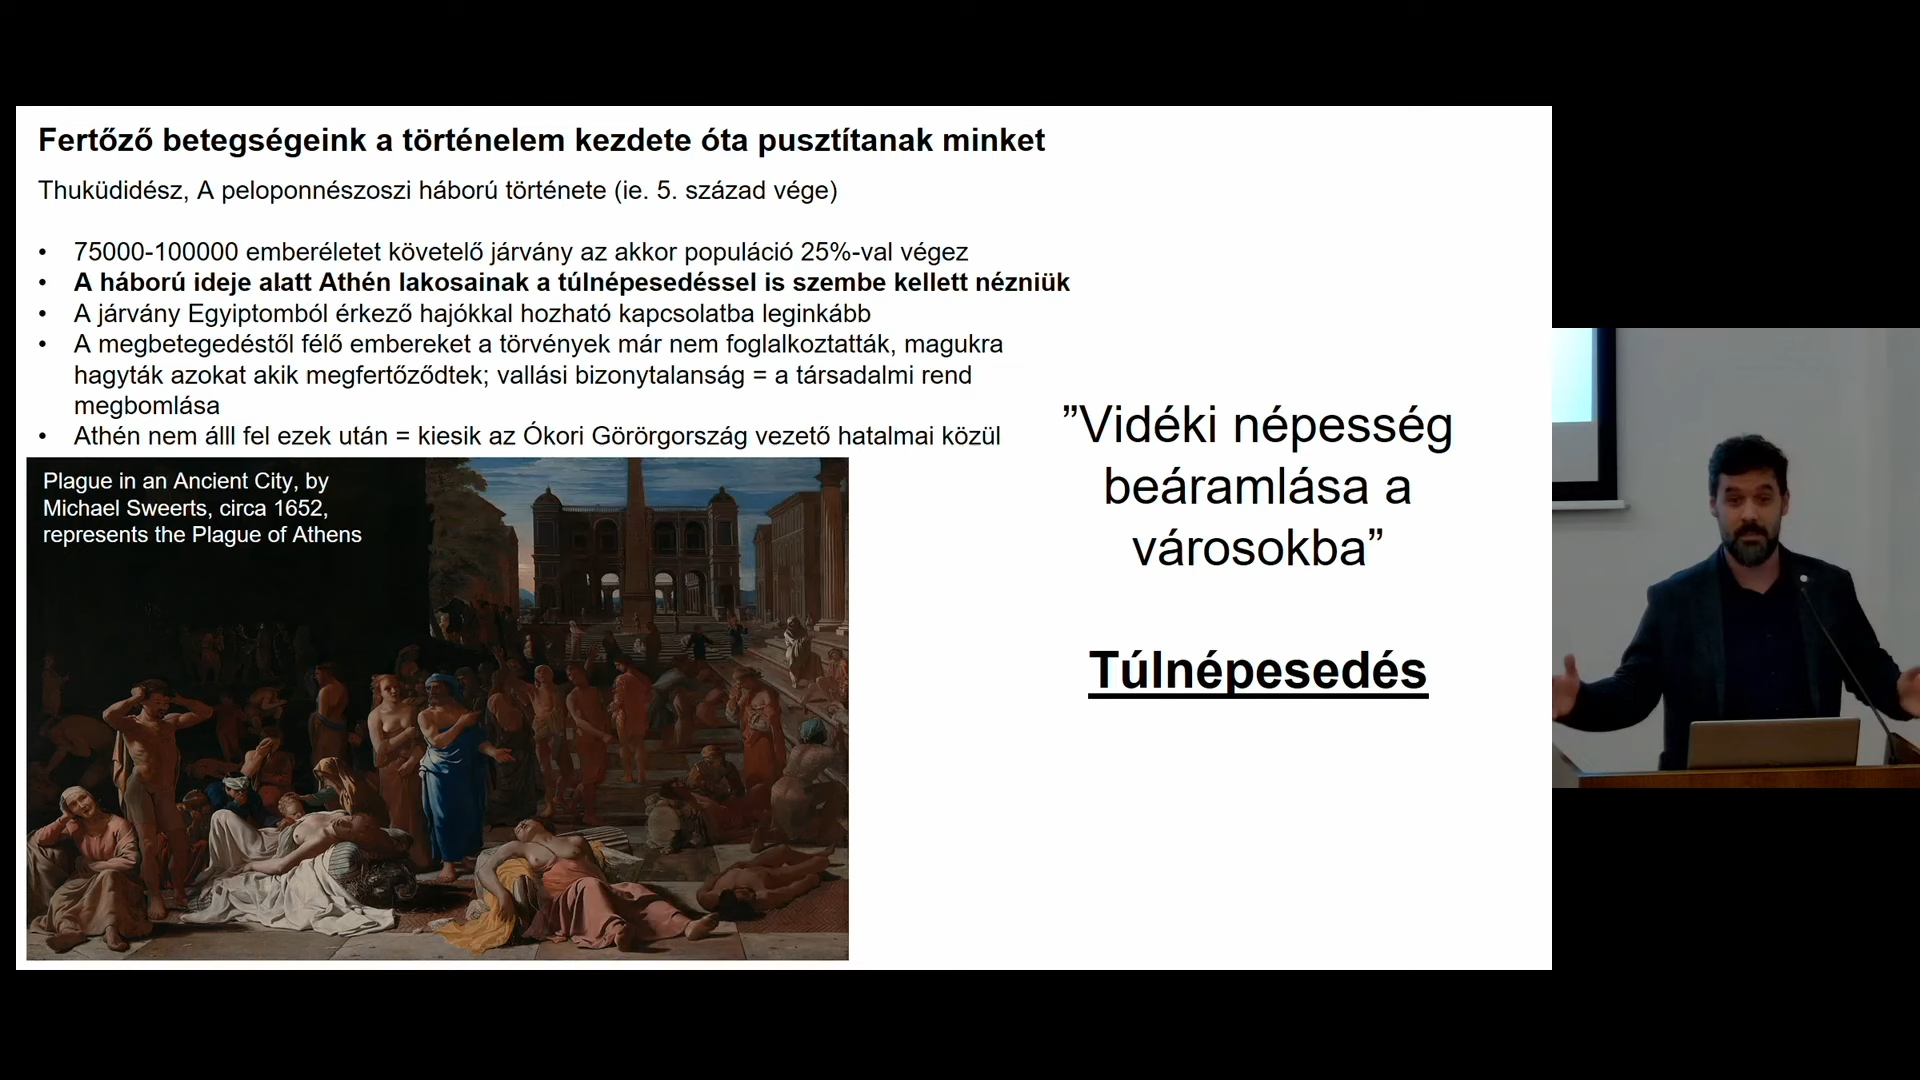 Fertőző betegségeink a történelem kezdete óta pusztítanak minket
Thuküdidész, A peloponnészoszi háború története (ie. 5. század vége)
• 75000-100000 emberéletet követelő járvány az akkor populáció 25%-val végez
• A háború ideje alatt Athén lakosainak a túlnépesedéssel is szembe kellett nézniük
• A járvány Egyiptomból érkező hajókkal hozható kapcsolatba leginkább
• A megbetegedéstől félő embereket a törvények már nem foglalkoztatták, magukra
hagyták azokat akik megfertőződtek; vallási bizonytalanság = a társadalmi rend
megbomlása
• Athén nem álll fel ezek után = kiesik az Ókori Görörgország vezető hatalmai közül
Plague in an Ancient City, by
Michael Sweerts, circa 1652,
represents the Plague of Athens
”Vidéki népesség
beáramlása a
városokba”
Túlnépesedés